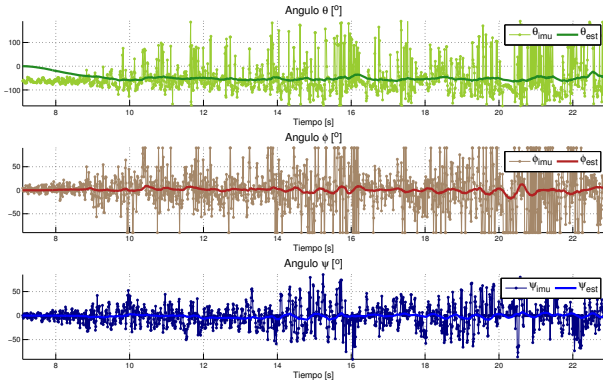 Angulo θ [º]
100
0
−100
θimu θest
8 10 12 14 16 18 20 22
Tiempo [s]
Angulo ϕ [º]
50
0
−50
ϕimu ϕest
8 10 12 14 16 18 20 22
Tiempo [s]
Angulo ψ [º]
50
0
−50
ψimu ψest
8 10 12 14 16 18 20 22
Tiempo [s]